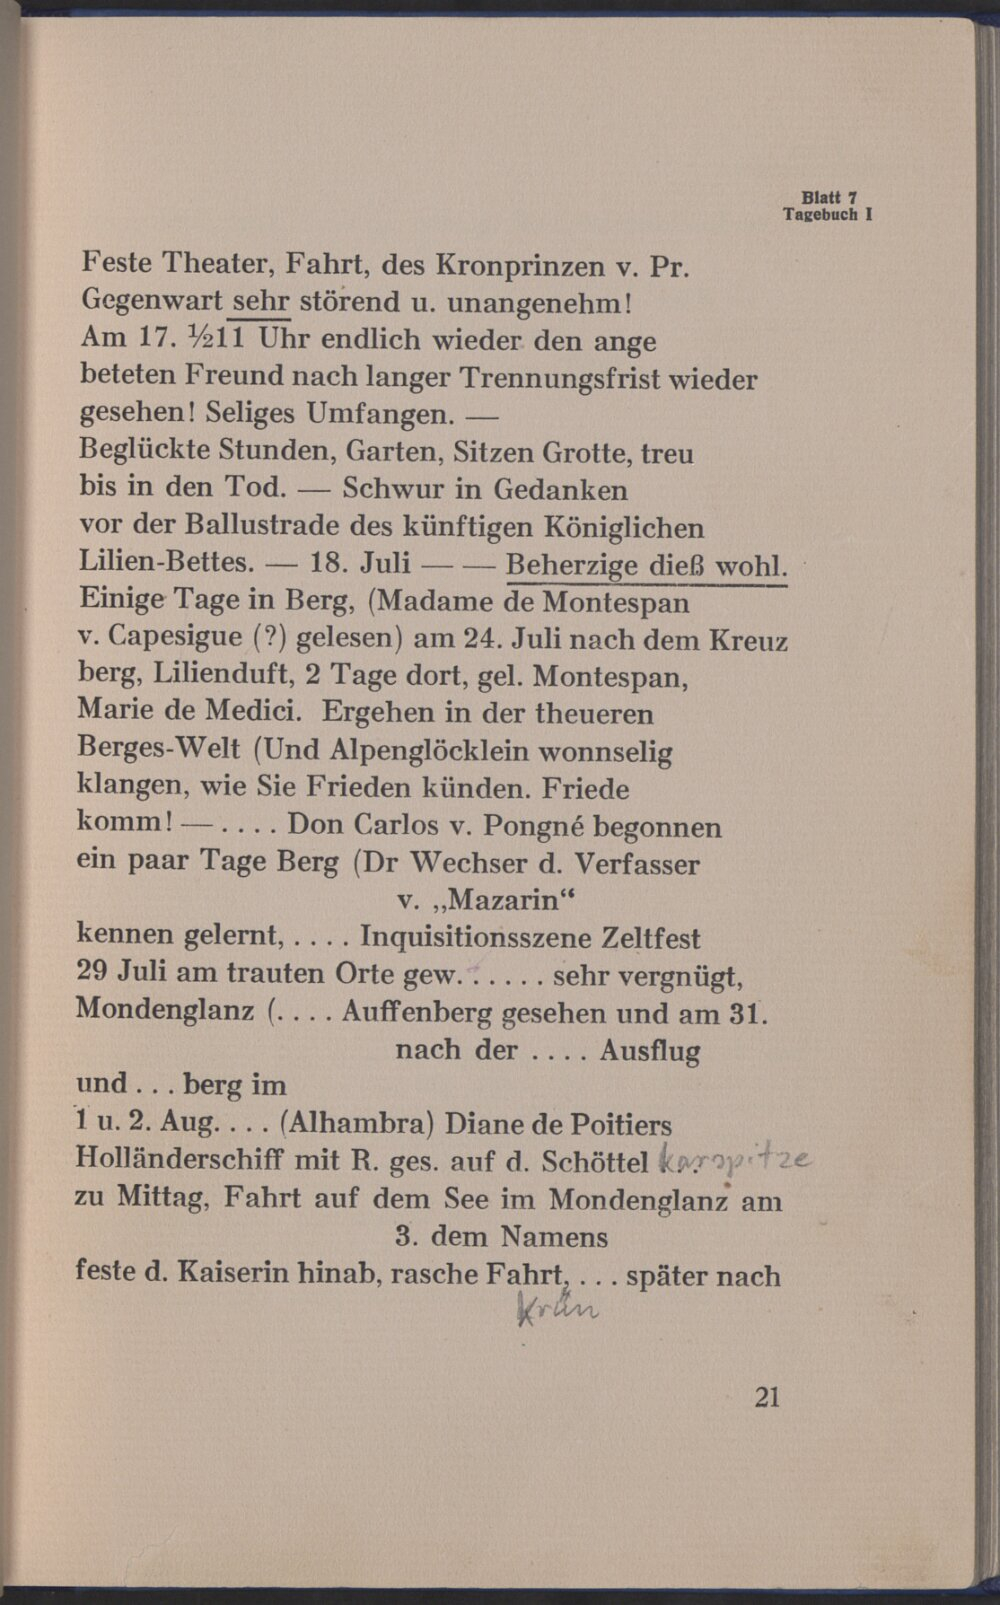 Blatt 7
Tagebuch I
Feste Theater, Fahrt, des Kronprinzen v. Pr.
Gegenwart sehr störend u. unangenehm!
Am 17. ½11 Uhr endlich wieder den ange
beteten Freund nach langer Trennungsfrist wieder
gesehen! Seliges Umfangen. —
Beglückte Stunden, Garten, Sitzen Grotte, treu
bis in den Tod. — Schwur in Gedanken
vor der Ballustrade des künftigen Königlichen
Lilien-Bettes. — 18. Juli — — Beherzige dieß wohl.
Einige Tage in Berg, (Madame de Montespan
v. Capesigue (?) gelesen) am 24. Juli nach dem Kreuz
berg, Lilienduft, 2 Tage dort, gel. Montespan,
Marie de Medici. Ergehen in der theueren
Berges-Welt (Und Alpenglöcklein wonnselig
klangen, wie Sie Frieden künden. Friede
komm! — . . . . Don Carlos v. Pongné begonnen
ein paar Tage Berg (Dr Wechser d. Verfasser
v. „Mazarin“
kennen gelernt, . . . . Inquisitionsszene Zeltfest
29 Juli am trauten Orte gew. . . . . . sehr vergnügt,
Mondenglanz (. . . . Auffenberg gesehen und am 31.
nach der . . . . Ausflug
und . . . berg im
1 u. 2. Aug. . . . (Alhambra) Diane de Poitiers
Holländerschiff mit R. ges. auf d. Schöttel karspitze
zu Mittag, Fahrt auf dem See im Mondenglanz am
3. dem Namens
feste d. Kaiserin hinab, rasche Fahrt, . . . später nach
21